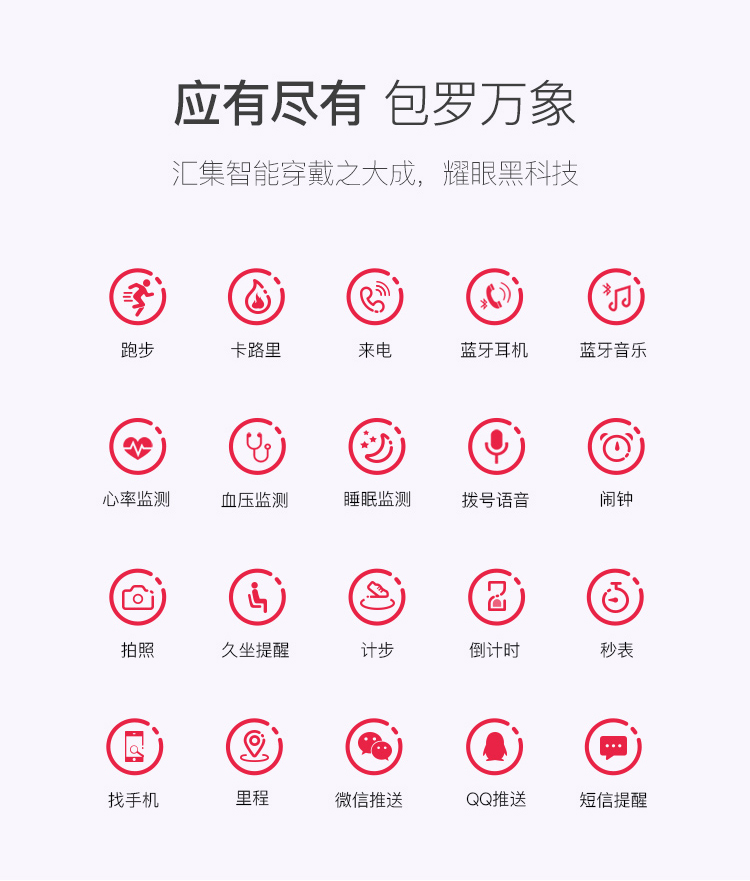 应有尽有 包罗万象
汇集智能穿戴之大成，耀眼黑科技
跑步 卡路里 来电 蓝牙耳机 蓝牙音乐
心率监测 血压监测 睡眠监测 拨号语音 闹钟
拍照 久坐提醒 计步 倒计时 秒表
找手机 里程 微信推送 QQ推送 短信提醒